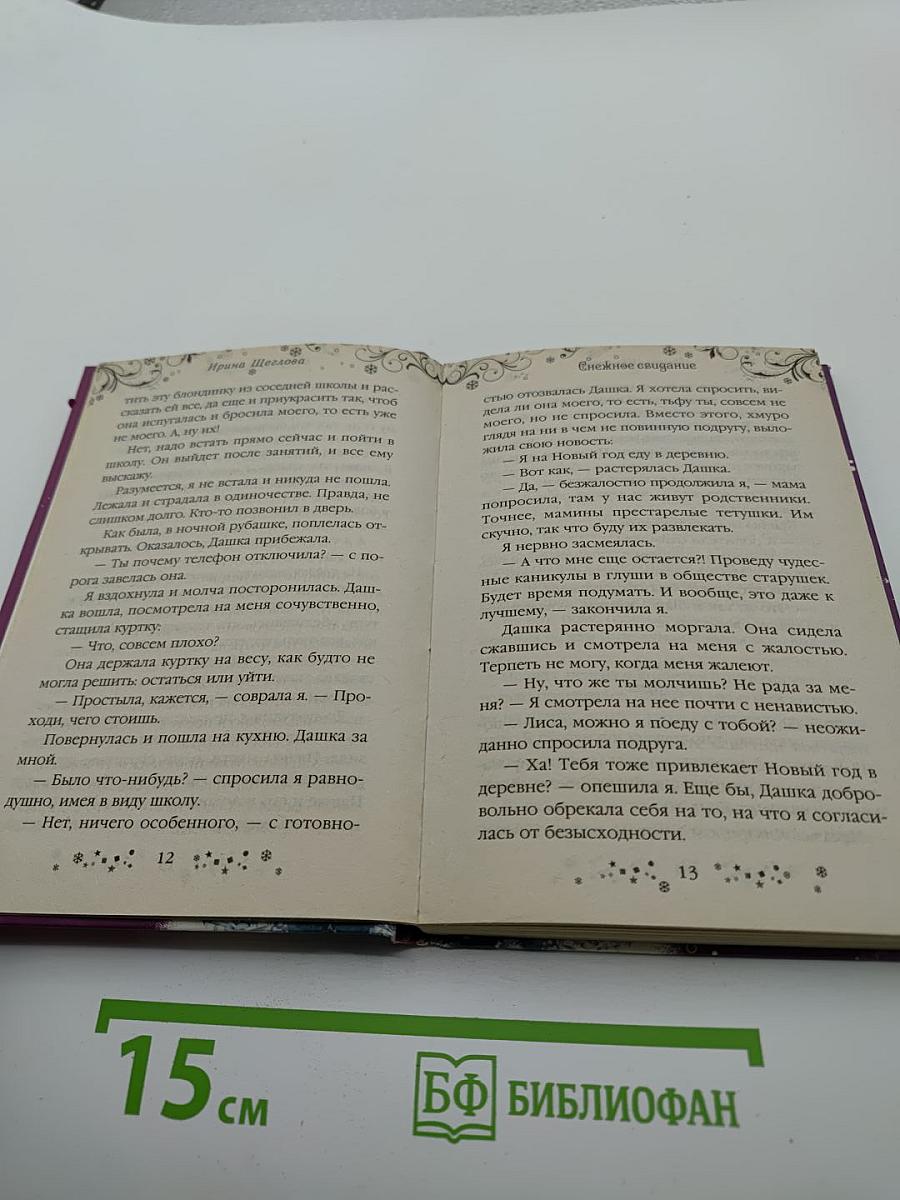 Ирина Щеглова
тить эту блондинку из соседней школы и рас-
сказать ей все, да еще и приукрасить так, чтоб
она испугалась и бросила моего, то есть уже
не моего. А, ну их!
Нет, надо встать прямо сейчас и пойти в
школу. Он выйдет после занятий, и все ему
выскажу.
Разумеется, я не встала и никуда не пошла.
Лежала и страдала в одиночестве. Правда, не
слишком долго. Кто-то позвонил в дверь.
Как была, в ночной рубашке, поплелась от-
крывать. Оказалось, Дашка прибежала.
— Ты почему телефон отключила? — с по-
рога завелась она.
Я вздохнула и молча посторонилась. Даш-
ка вошла, посмотрела на меня сочувственно,
стащила куртку:
— Что, совсем плохо?
Она держала куртку на весу, как будто не
могла решить: остаться или уйти.
— Простыла, кажется, — соврала я. — Про-
ходи, чего стоишь.
Повернулась и пошла на кухню. Дашка за
мной.
— Было что-нибудь? — спросила я равно-
душно, имея в виду школу.
— Нет, ничего особенного, — с готовно-
12
Снежное свидание
стью отозвалась Дашка. Я хотела спросить, ви-
дела ли она моего, то есть, тьфу ты, совсем не
моего, но не спросила. Вместо этого, хмуро
глядя на ни в чем не повинную подругу, выло-
жила свою новость:
— Я на Новый год еду в деревню.
— Вот как, — растерялась Дашка.
— Да, — безжалостно продолжила я, — мама
попросила, там у нас живут родственники.
Точнее, мамины престарелые тетушки. Им
скучно, так что буду их развлекать.
Я нервно засмеялась.
— А что мне еще остается?! Проведу чудес-
ные каникулы в глуши в обществе старушек.
Будет время подумать. И вообще, это даже к
лучшему, — закончила я.
Дашка растерянно моргала. Она сидела
сжавшись и смотрела на меня с жалостью.
Терпеть не могу, когда меня жалеют.
— Ну, что же ты молчишь? Не рада за ме-
ня? — Я смотрела на нее почти с ненавистью.
— Лиса, можно я поеду с тобой? — неожи-
данно спросила подруга.
— Ха! Тебя тоже привлекает Новый год в
деревне? — опешила я. Еще бы, Дашка добро-
вольно обрекала себя на то, на что я согласи-
лась от безысходности.
13
15 см
БФ БИБЛИОФАН